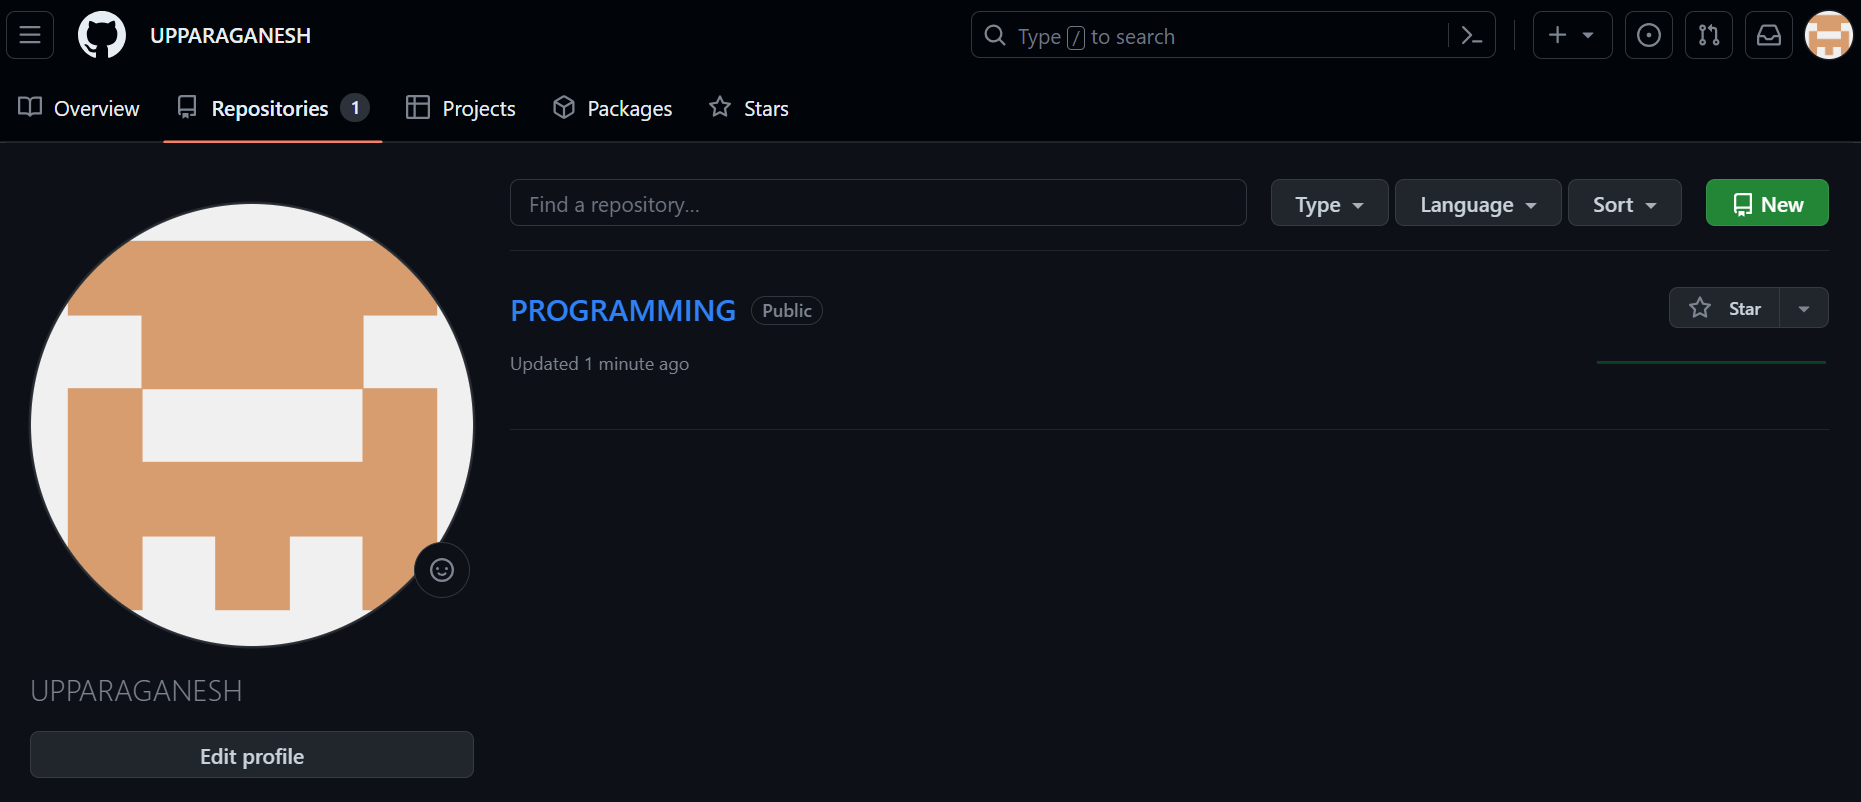 UPPARAGANESH
Type / to search
Overview Repositories 1 Projects Packages Stars
Find a repository... Type Language Sort New
PROGRAMMING Public Star
Updated 1 minute ago
UPPARAGANESH
Edit profile